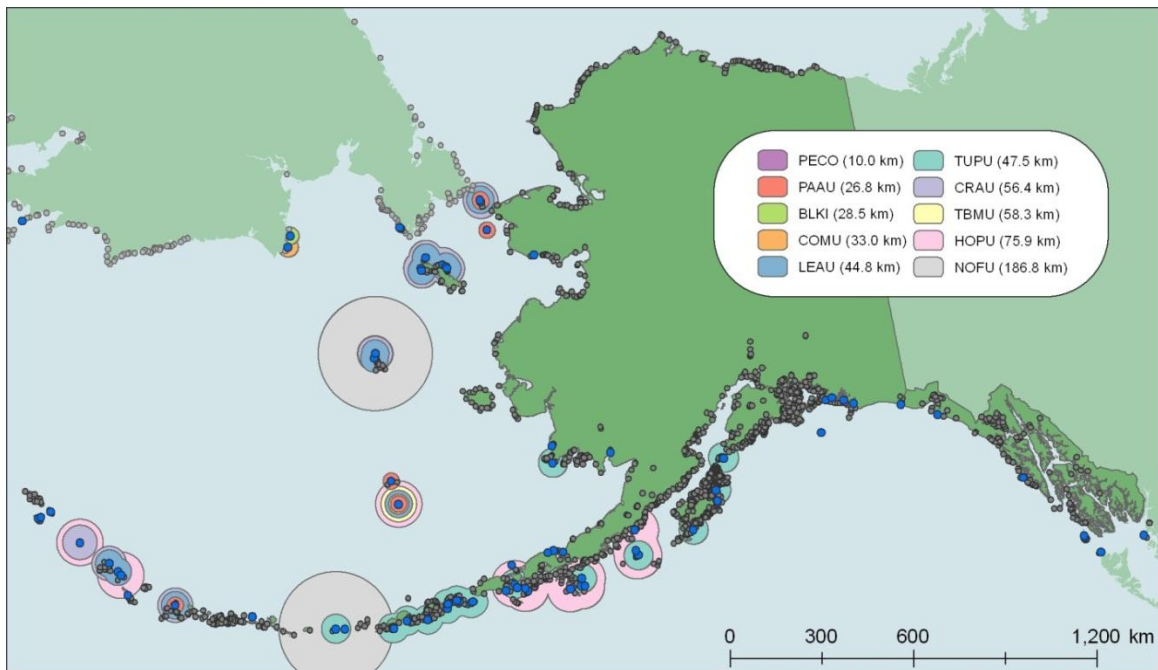 PECO (10.0 km) TUPU (47.5 km)
PAAU (26.8 km) CRAU (56.4 km)
BLKI (28.5 km) TBMU (58.3 km)
COMU (33.0 km) HOPU (75.9 km)
LEAU (44.8 km) NOFU (186.8 km)
0 300 600 1,200 km